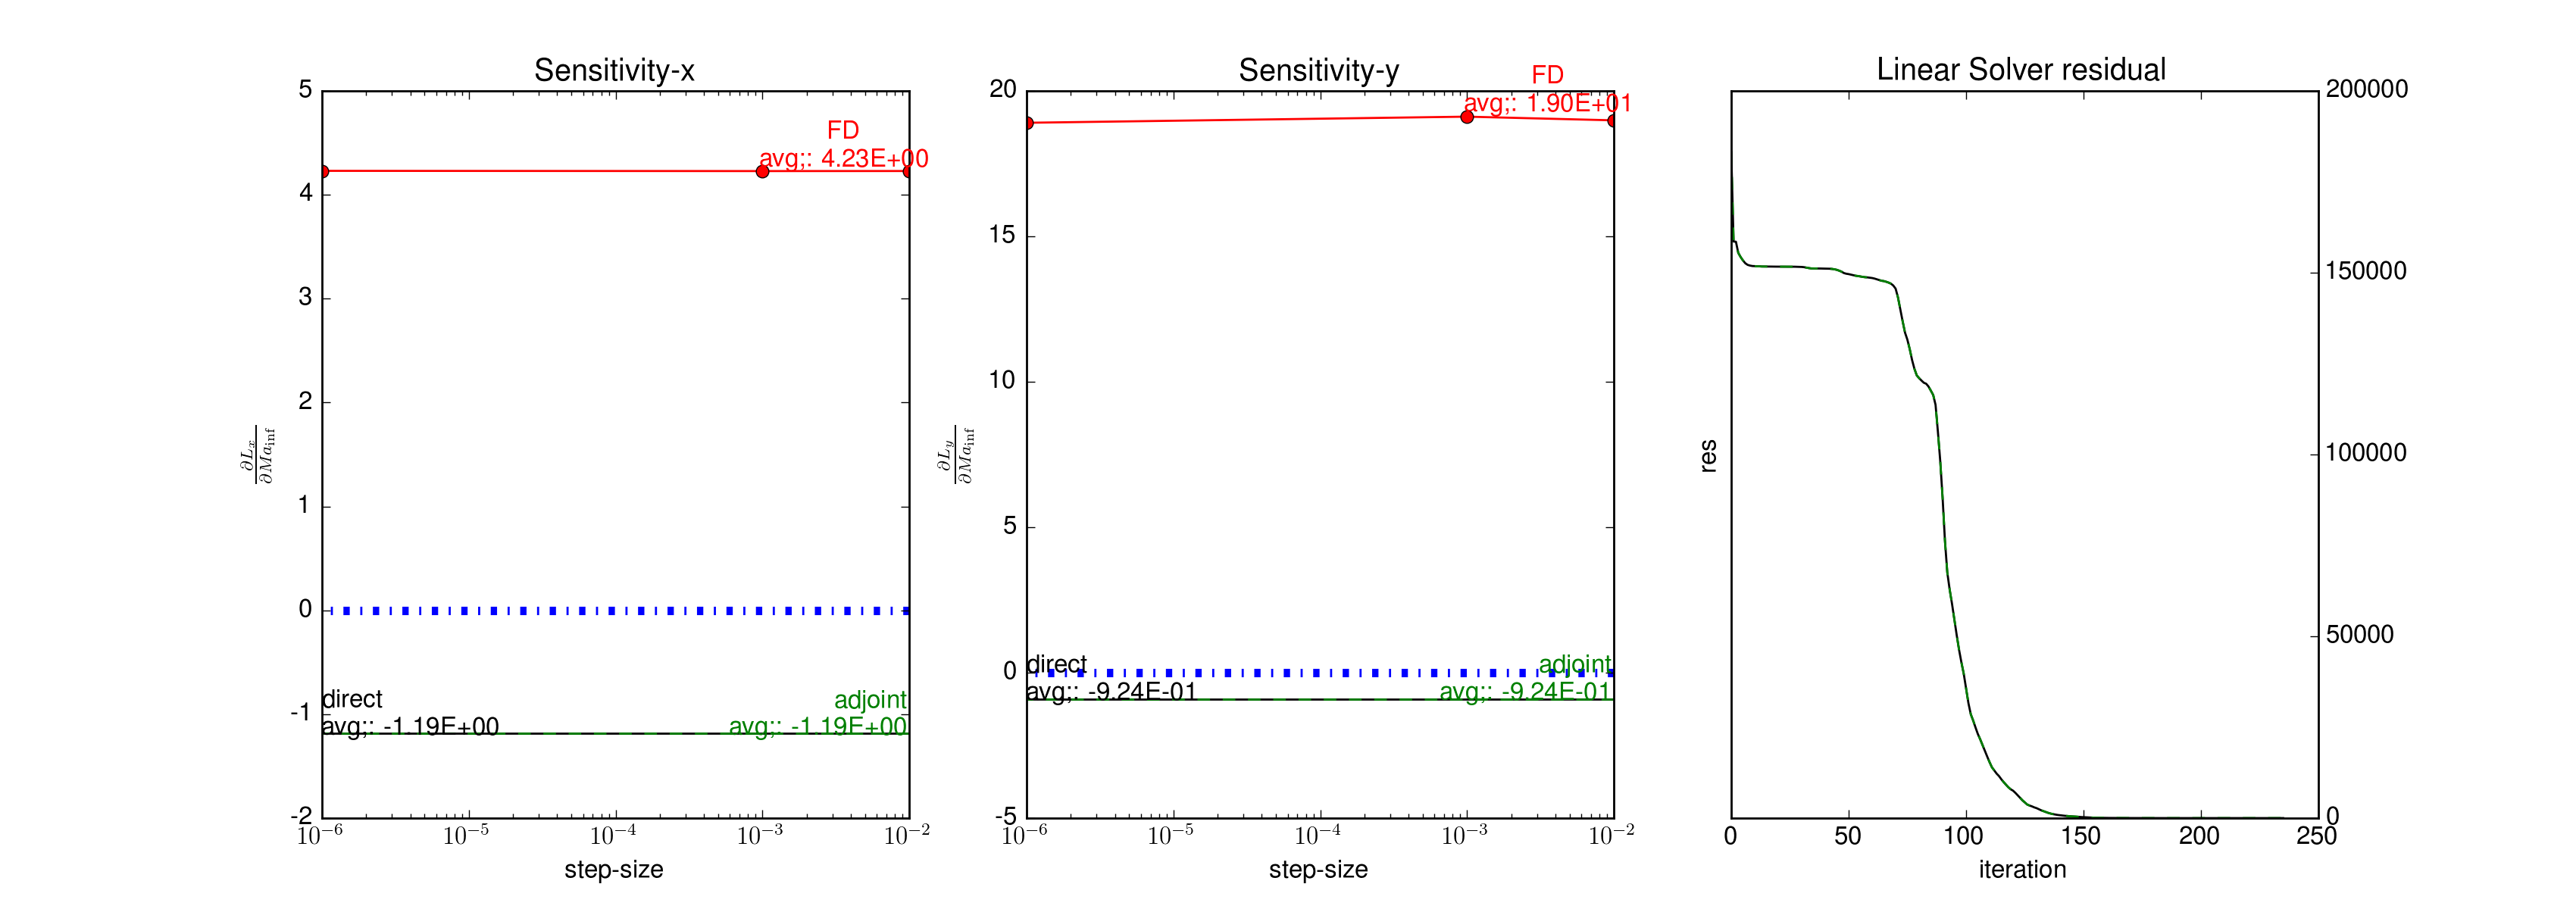 Sensitivity-x
5
4
3
2
1
0
-1
-2
FD
avg;: 4.23E+00
direct
avg;: -1.19E+00
adjoint
avg;: -1.19E+00
∂L_x
∂Ma_inf
10^-6
10^-5
10^-4
10^-3
10^-2
step-size
Sensitivity-y
20
15
10
5
0
-5
FD
avg;: 1.90E+01
direct
avg;: -9.24E-01
adjoint
avg;: -9.24E-01
∂L_y
∂Ma_inf
10^-6
10^-5
10^-4
10^-3
10^-2
step-size
Linear Solver residual
200000
150000
100000
50000
0
res
0
50
100
150
200
250
iteration